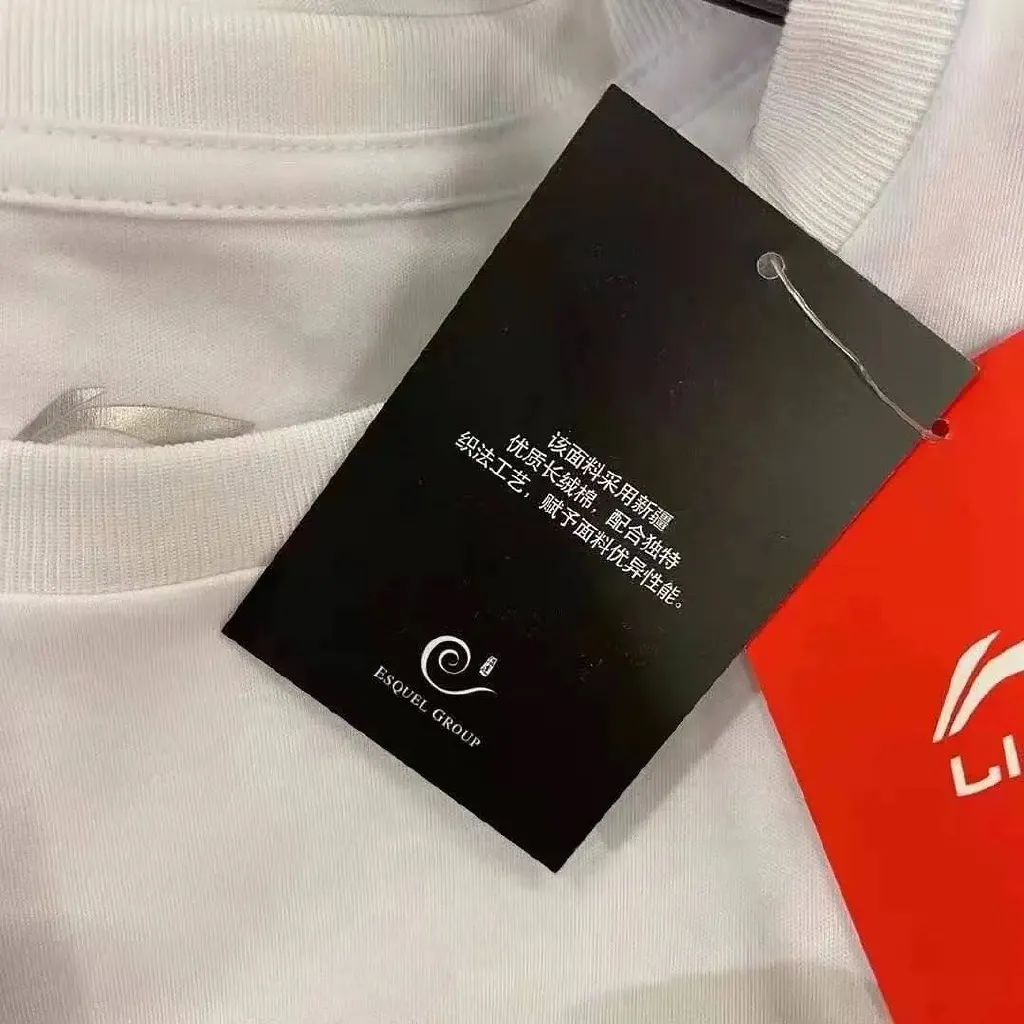 该面料采用新疆
优质长绒棉，配合独特
织法工艺，赋予面料优异性能。
ESQUEL GROUP
LI